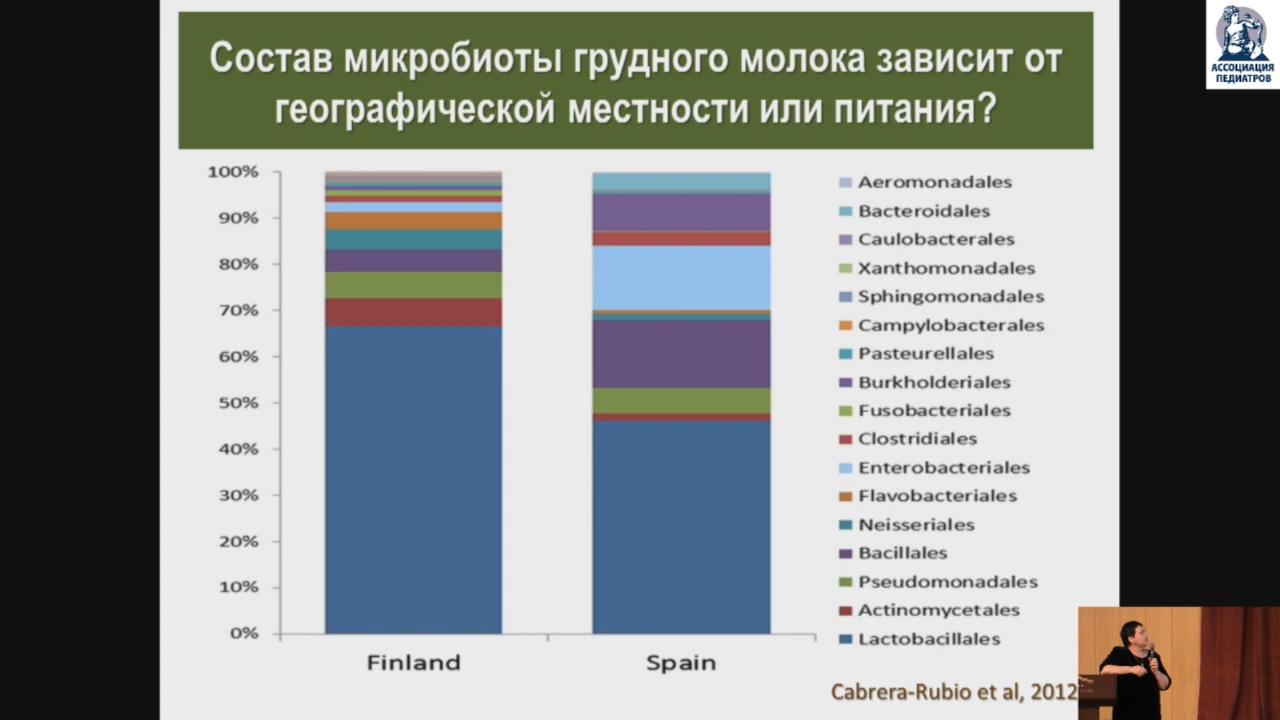 Состав микробиоты грудного молока зависит от
географической местности или питания?
АССОЦИАЦИЯ
ПЕДИАТРОВ
100%
90%
80%
70%
60%
50%
40%
30%
20%
10%
0%
Finland
Spain
Aeromonadales
Bacteroidales
Caulobacterales
Xanthomonadales
Sphingomonadales
Campylobacterales
Pasteurellales
Burkholderiales
Fusobacteriales
Clostridiales
Enterobacteriales
Flavobacteriales
Neisseriales
Bacillales
Pseudomonadales
Actinomycetales
Lactobacillales
Cabrera-Rubio et al, 2012